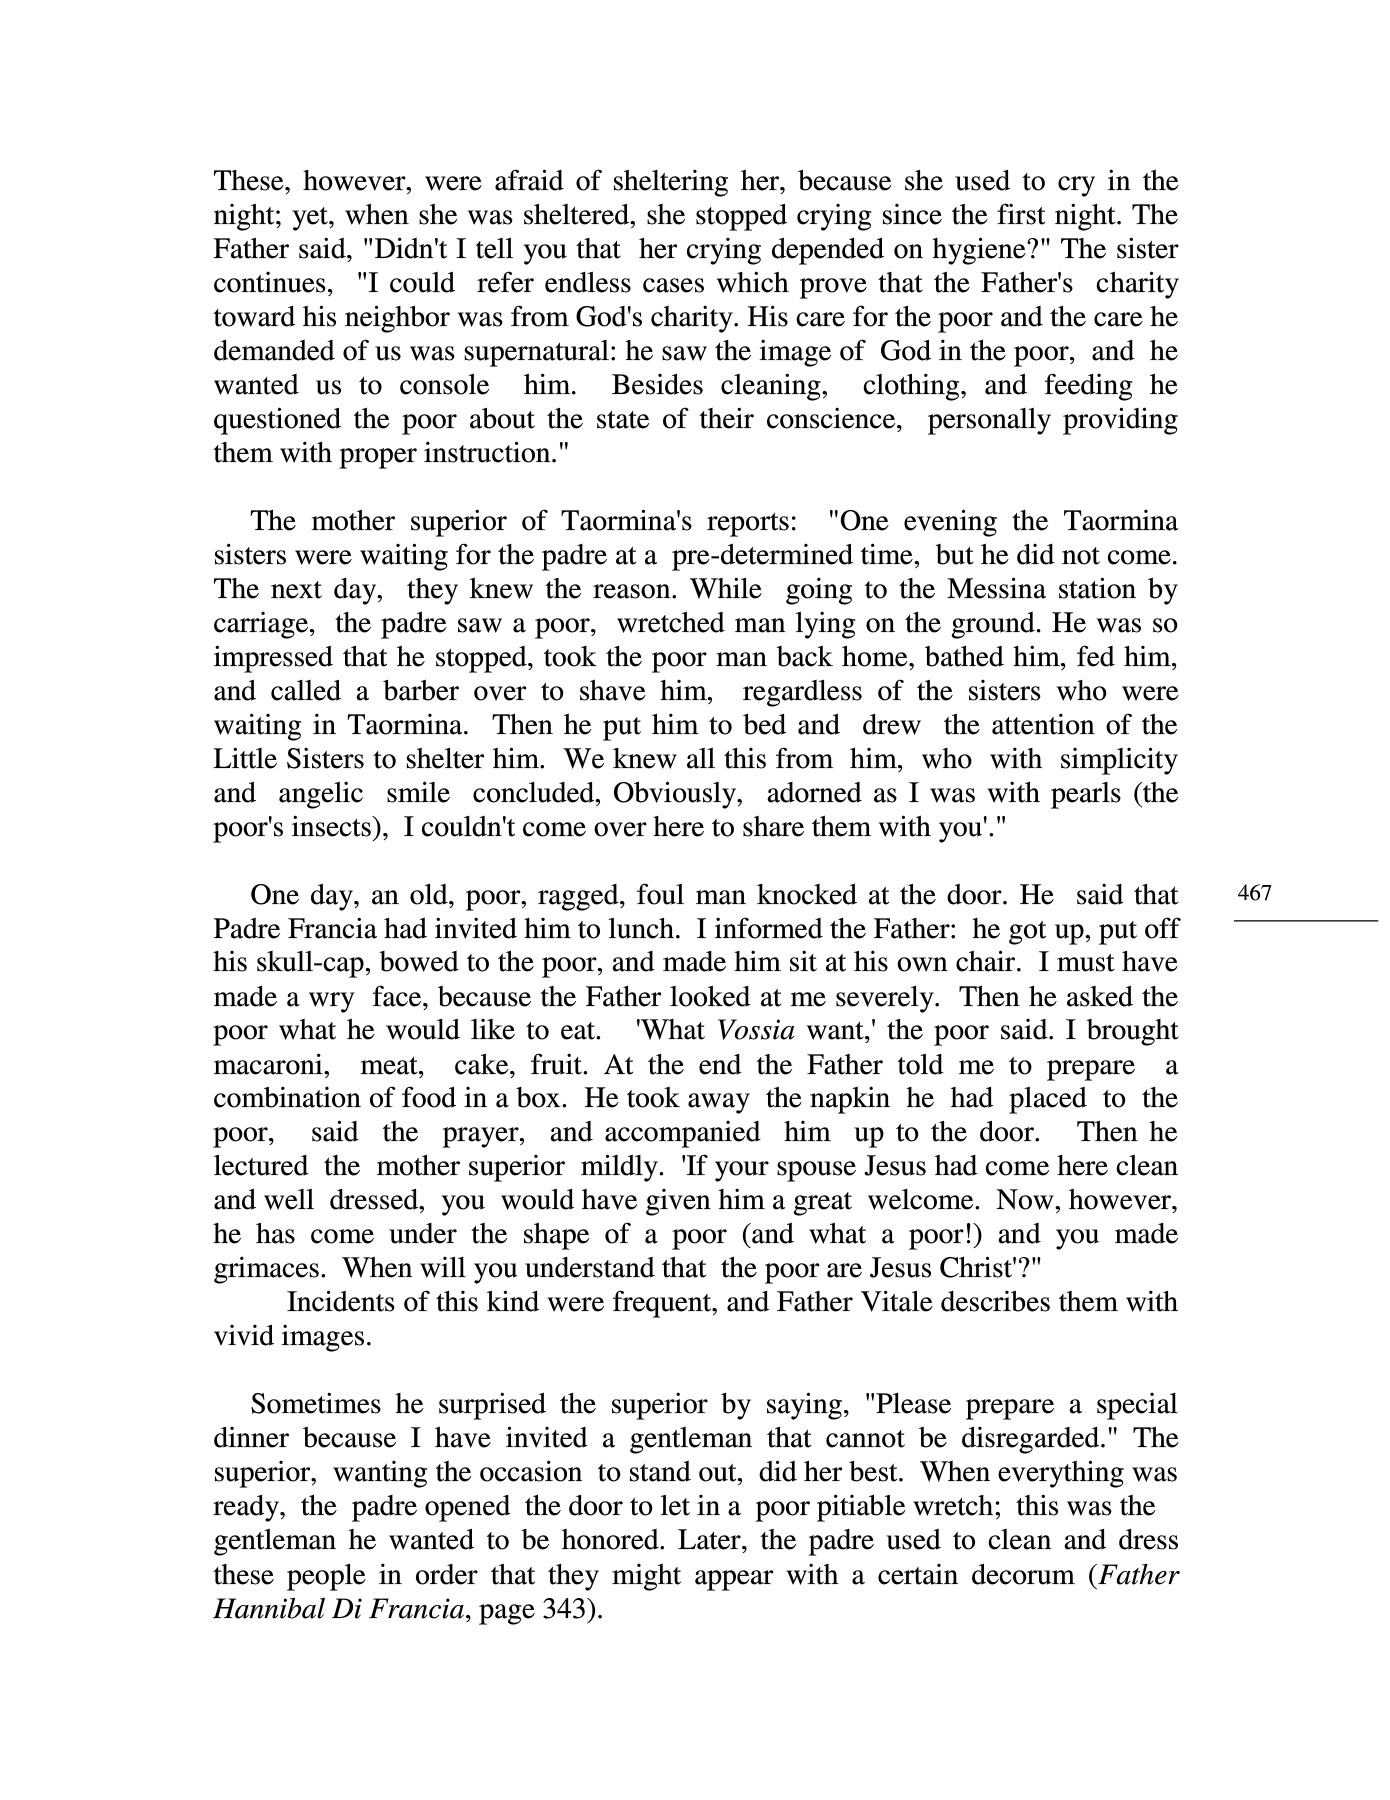 These, however, were afraid of sheltering her, because she used to cry in the
night; yet, when she was sheltered, she stopped crying since the first night. The
Father said, "Didn't I tell you that her crying depended on hygiene?" The sister
continues, "I could refer endless cases which prove that the Father's charity
toward his neighbor was from God's charity. His care for the poor and the care he
demanded of us was supernatural: he saw the image of God in the poor, and he
wanted us to console him. Besides cleaning, clothing, and feeding he
questioned the poor about the state of their conscience, personally providing
them with proper instruction."
The mother superior of Taormina's reports: "One evening the Taormina
sisters were waiting for the padre at a pre-determined time, but he did not come.
The next day, they knew the reason. While going to the Messina station by
carriage, the padre saw a poor, wretched man lying on the ground. He was so
impressed that he stopped, took the poor man back home, bathed him, fed him,
and called a barber over to shave him, regardless of the sisters who were
waiting in Taormina. Then he put him to bed and drew the attention of the
Little Sisters to shelter him. We knew all this from him, who with simplicity
and angelic smile concluded, Obviously, adorned as I was with pearls (the
poor's insects), I couldn't come over here to share them with you'."
One day, an old, poor, ragged, foul man knocked at the door. He said that
Padre Francia had invited him to lunch. I informed the Father: he got up, put off
his skull-cap, bowed to the poor, and made him sit at his own chair. I must have
made a wry face, because the Father looked at me severely. Then he asked the
poor what he would like to eat. 'What Vossia want,' the poor said. I brought
macaroni, meat, cake, fruit. At the end the Father told me to prepare a
combination of food in a box. He took away the napkin he had placed to the
poor, said the prayer, and accompanied him up to the door. Then he
lectured the mother superior mildly. 'If your spouse Jesus had come here clean
and well dressed, you would have given him a great welcome. Now, however,
he has come under the shape of a poor (and what a poor!) and you made
grimaces. When will you understand that the poor are Jesus Christ'?"
Incidents of this kind were frequent, and Father Vitale describes them with
vivid images.
Sometimes he surprised the superior by saying, "Please prepare a special
dinner because I have invited a gentleman that cannot be disregarded." The
superior, wanting the occasion to stand out, did her best. When everything was
ready, the padre opened the door to let in a poor pitiable wretch; this was the
gentleman he wanted to be honored. Later, the padre used to clean and dress
these people in order that they might appear with a certain decorum (Father
Hannibal Di Francia, page 343).
467